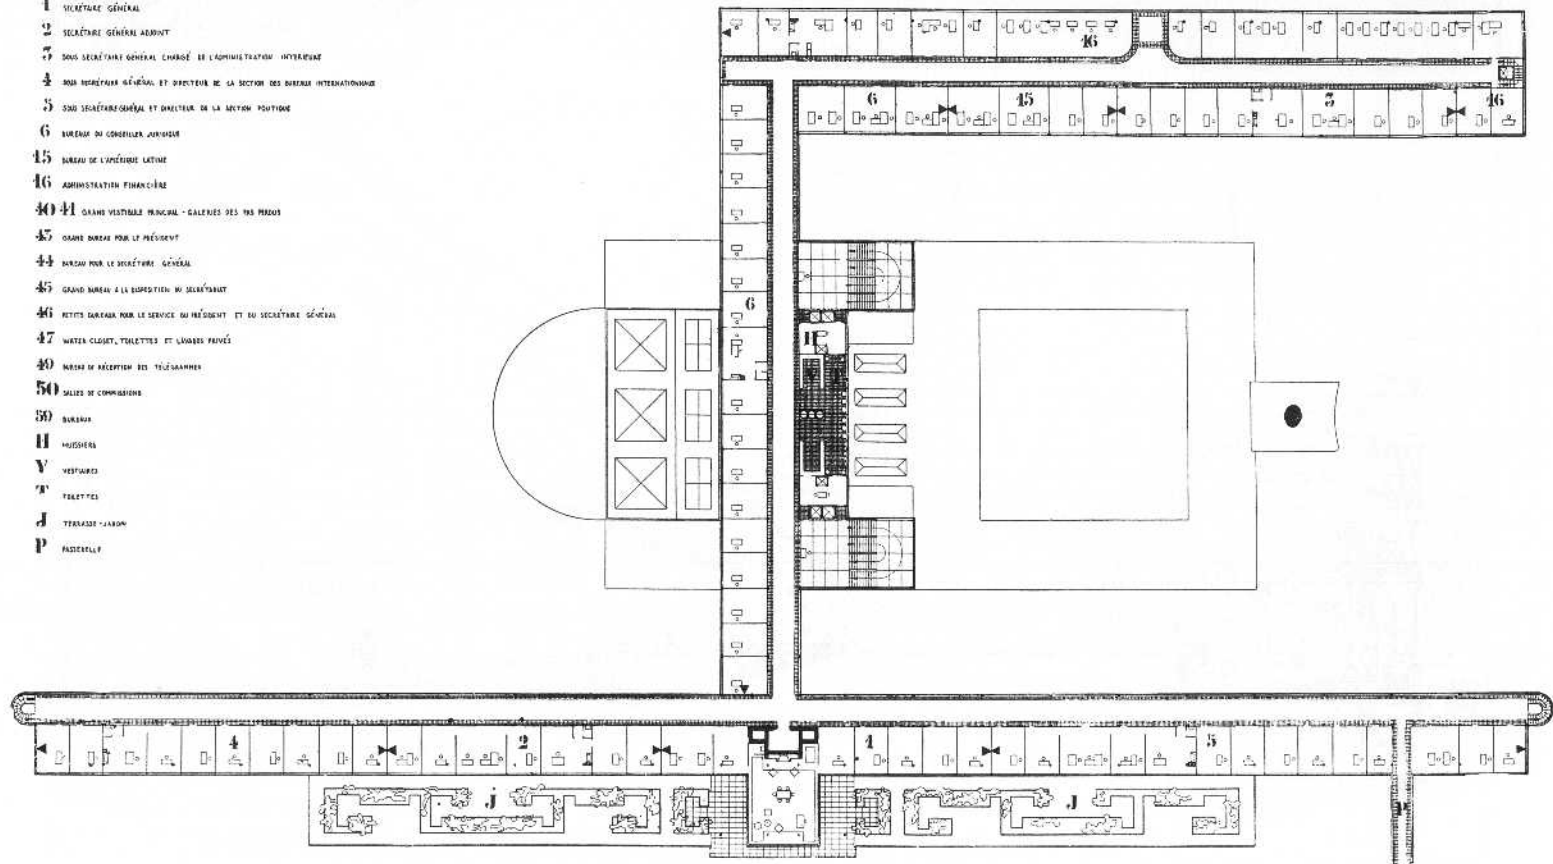 1 SECRÉTAIRE GÉNÉRAL
2 SECRÉTAIRE GÉNÉRAL ADJOINT
3 SOUS SECRÉTAIRE GÉNÉRAL CHARGÉ DE L'ADMINISTRATION INTÉRIEURE
4 SOUS SECRÉTAIRE GÉNÉRAL ET DIRECTEUR DE LA SECTION DES BUREAUX INTERNATIONAUX
5 SOUS SECRÉTAIRE GÉNÉRAL ET DIRECTEUR DE LA SECTION POLITIQUE
6 BUREAUX DU CONSEILLER JURIDIQUE
15 BUREAU DE L'AMÉRIQUE LATINE
16 ADMINISTRATION FINANCIÈRE
40 41 GRAND VESTIBULE PRINCIPAL - GALERIES DES PAS PERDUS
43 GRAND BUREAU POUR LE PRÉSIDENT
44 BUREAU POUR LE SECRÉTAIRE GÉNÉRAL
45 GRAND BUREAU A LA DISPOSITION DU SECRÉTARIAT
46 PETITS BUREAUX POUR LE SERVICE DU PRÉSIDENT ET DU SECRÉTAIRE GÉNÉRAL
47 WATER CLOSET, TOILETTES ET LAVABOS PRIVÉS
49 BUREAU DE RÉCEPTION DES TÉLÉGRAMMES
50 SALLES DE COMMISSIONS
59 BUREAUX
H HUISSIERS
V VESTIAIRES
T TOILETTES
J TERRASSE-JARDIN
P PASSERELLE
16
6 15 3 16
6
H
V T
4 2 1 5
J J
P